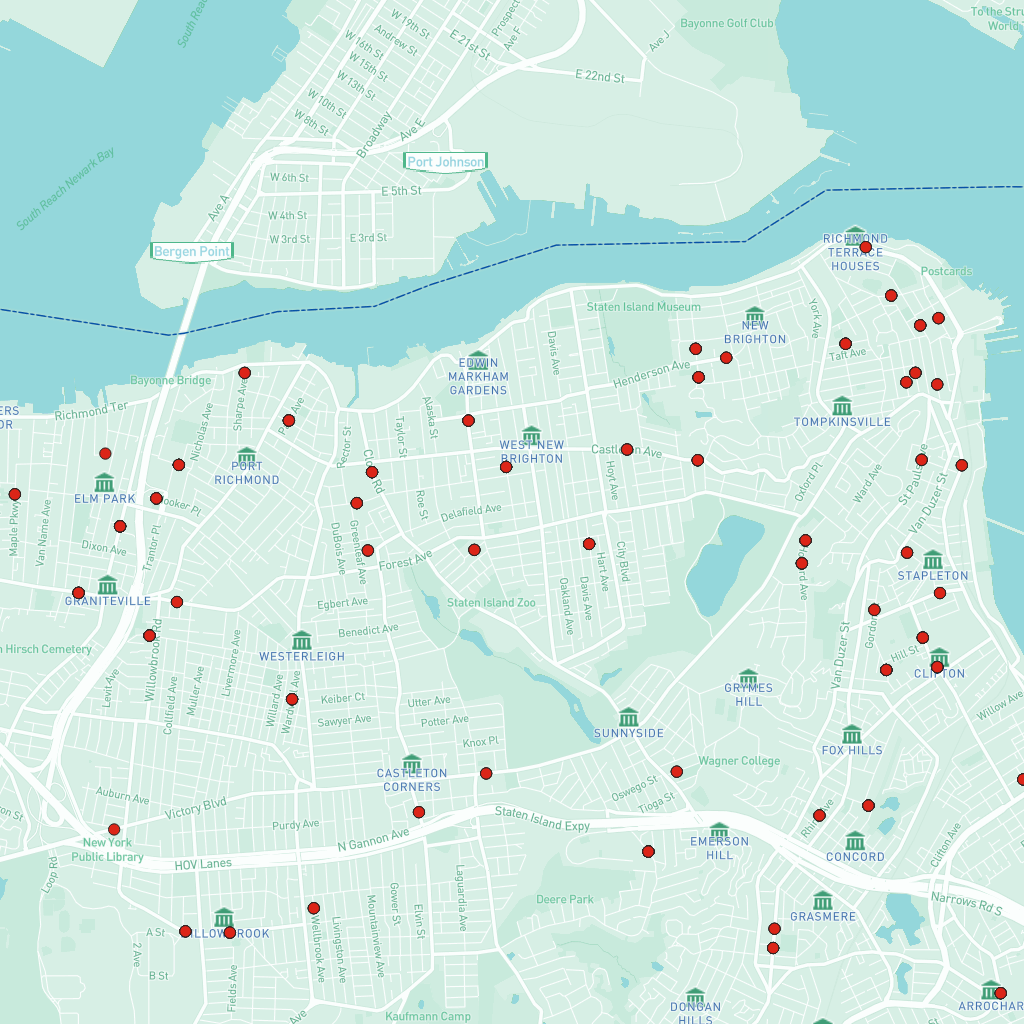 South Reach
W 19th St
Andrew St
W 16th St
W 15th St
W 13th St
W 10th St
W 8th St
Prospect
Ave F
E 21st St
Ave J
E 22nd St
Bayonne Golf Club
To the Stru
World
Broadway
Ave E
Port Johnson
South Reach Newark Bay
W 6th St
E 5th St
Ave A
W 4th St
W 3rd St
E 3rd St
Bergen Point
RICHMOND
TERRACE
HOUSES
Postcards
Staten Island Museum
NEW
BRIGHTON
York Ave
Taft Ave
Davis Ave
EDWIN
MARKHAM
GARDENS
Henderson Ave
Bayonne Bridge
Richmond Ter
ERS
OR
Nicholas Ave
Sharpe Ave
Ave
Rector St
Taylor St
Alaska St
TOMPKINSVILLE
WEST NEW
BRIGHTON
Castleton Ave
PORT
RICHMOND
ELM PARK
Rd
Hoyt Ave
Oxford Pl
Ward Ave
St Pauls Ave
Van Duzer St
Maple Pkwy
Van Name Ave
ooker Pl
Roe St
Delafield Ave
Dixon Ave
Trantor Pl
DuBois Ave
Greenleaf Ave
Forest Ave
City Blvd
Hart Ave
Davis Ave
Oakland Ave
ard Ave
STAPLETON
GRANITEVILLE
Egbert Ave
Staten Island Zoo
Benedict Ave
Willowbrook Rd
n Hirsch Cemetery
WESTERLEIGH
Livermore Ave
Muller Ave
Collfield Ave
Levit Ave
Willard Ave
Van Duzer St
Gordon
Hill St
CLIFTON
GRYMES
HILL
Keiber Ct
Sawyer Ave
Utter Ave
Potter Ave
Knox Pl
SUNNYSIDE
Willow Ave
FOX HILLS
Wagner College
CASTLETON
CORNERS
Oswego St
Tioga St
Auburn Ave
Victory Blvd
Purdy Ave
N Gannon Ave
Staten Island Expy
EMERSON
HILL
CONCORD
Clifton Ave
on St
New York
Public Library
HOV Lanes
Loop Rd
Laguardia Ave
Deere Park
GRASMERE
Narrows Rd S
Gower St
Elvin St
Mountainview Ave
Livingston Ave
Wellbrook Ave
A St
2 Ave
B St
Fields Ave
Ave
Kaufmann Camp
DONGAN
HILLS
ARROCHAR